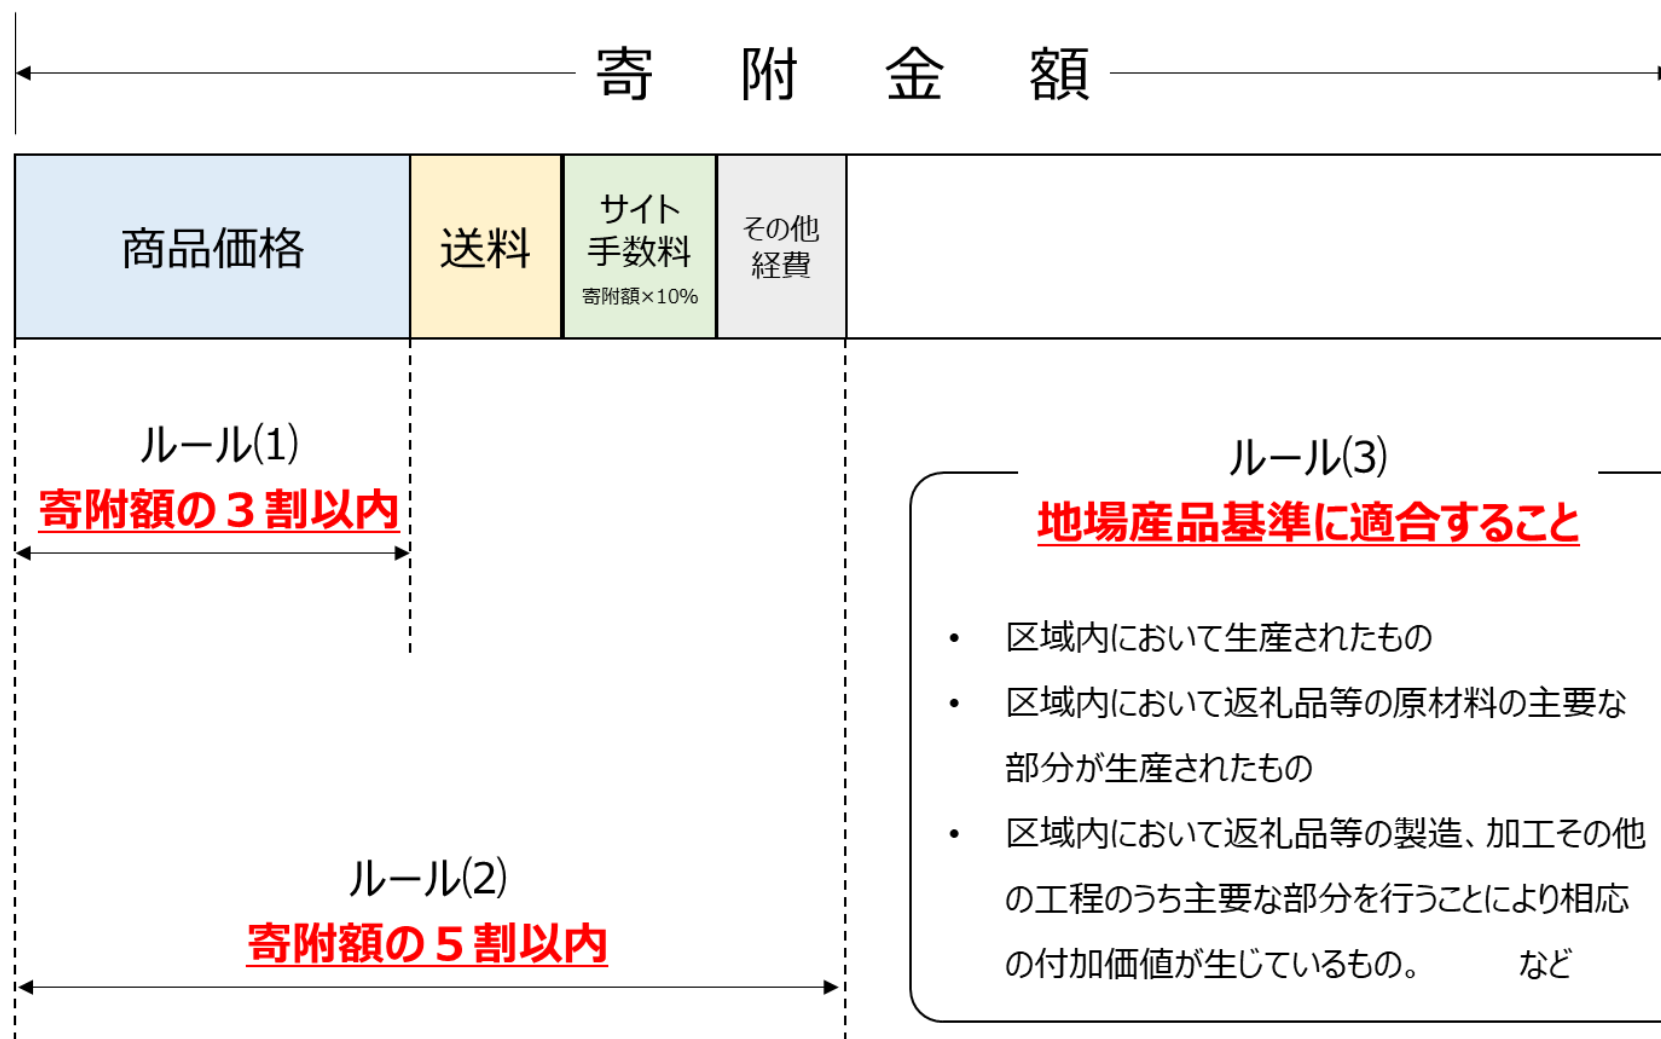 寄附金額
商品価格
送料
サイト
手数料
寄附額×10%
その他
経費
ルール(1)
寄附額の３割以内
ルール(2)
寄附額の５割以内
ルール(3)
地場産品基準に適合すること
• 区域内において生産されたもの
• 区域内において返礼品等の原材料の主要な
部分が生産されたもの
• 区域内において返礼品等の製造、加工その他
の工程のうち主要な部分を行うことにより相応
の付加価値が生じているもの。 など